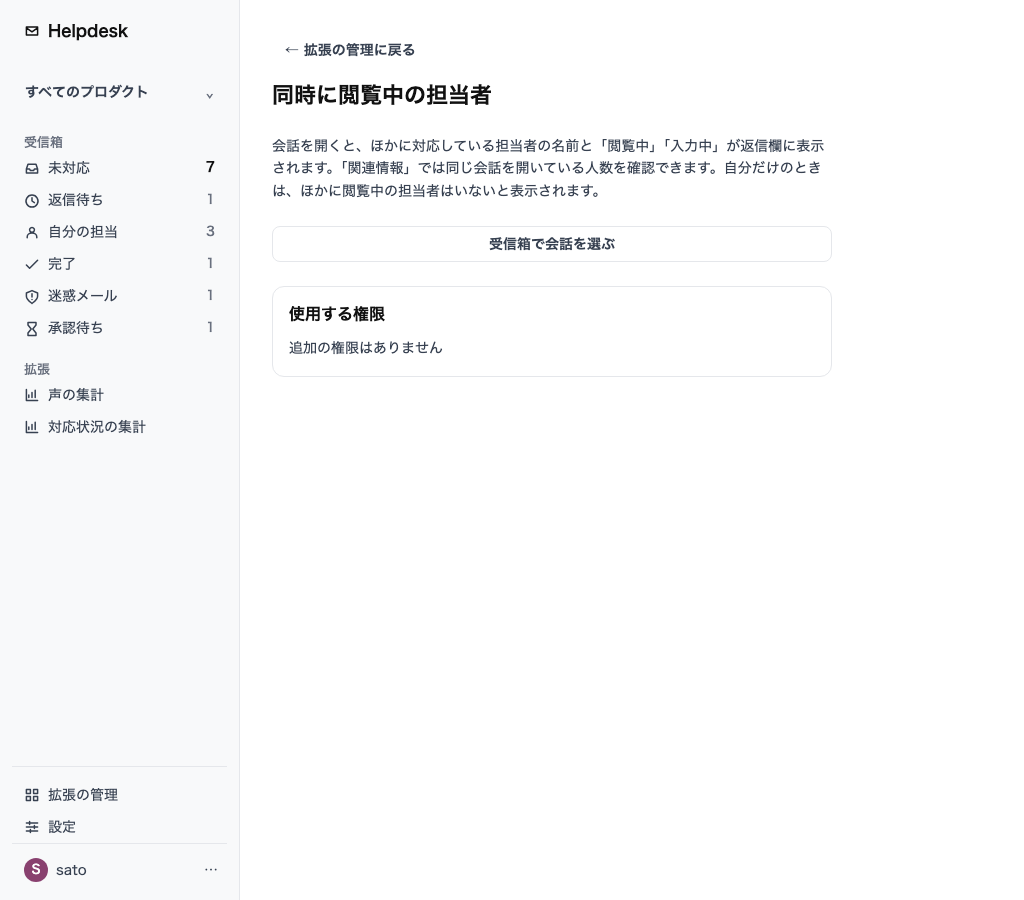 Helpdesk
すべてのプロダクト
受信箱
未対応 7
返信待ち 1
自分の担当 3
完了 1
迷惑メール 1
承認待ち 1
拡張
声の集計
対応状況の集計
拡張の管理
設定
S sato ...
← 拡張の管理に戻る
同時に閲覧中の担当者
会話を開くと、ほかに対応している担当者の名前と「閲覧中」「入力中」が返信欄に表示
されます。「関連情報」では同じ会話を開いている人数を確認できます。自分だけのとき
は、ほかに閲覧中の担当者はいないと表示されます。
受信箱で会話を選ぶ
使用する権限
追加の権限はありません